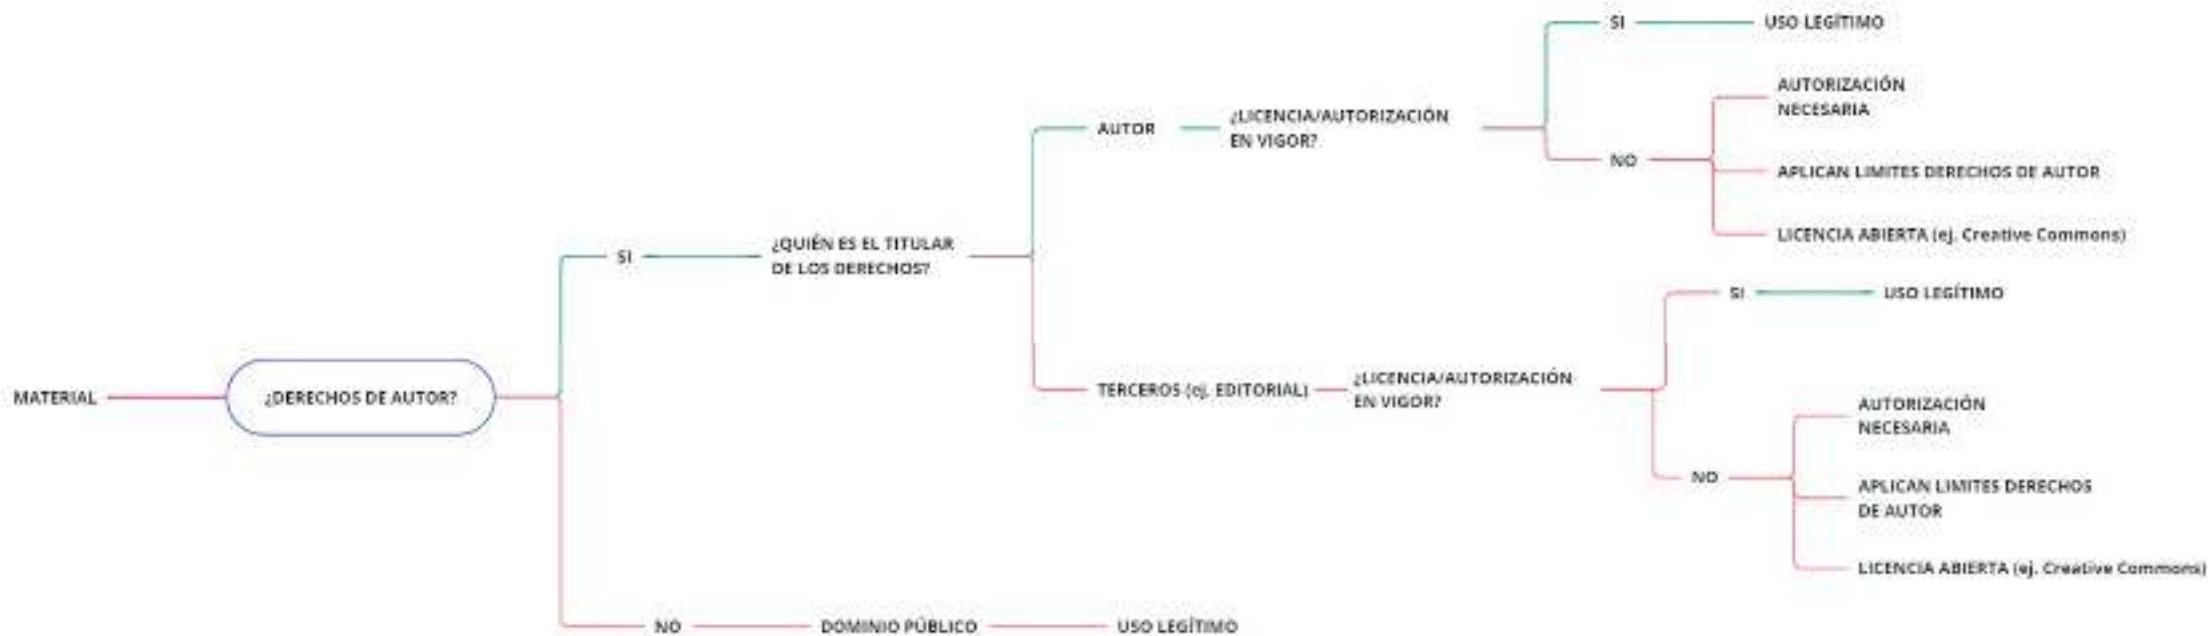 SI
USO LEGÍTIMO
AUTORIZACIÓN
NECESARIA
AUTOR
¿LICENCIA/AUTORIZACIÓN
EN VIGOR?
NO
APLICAN LIMITES DERECHOS DE AUTOR
LICENCIA ABIERTA (ej. Creative Commons)
SI
¿QUIÉN ES EL TITULAR
DE LOS DERECHOS?
SI
USO LEGÍTIMO
MATERIAL
¿DERECHOS DE AUTOR?
TERCEROS (ej. EDITORIAL)
¿LICENCIA/AUTORIZACIÓN
EN VIGOR?
AUTORIZACIÓN
NECESARIA
NO
APLICAN LIMITES DERECHOS
DE AUTOR
LICENCIA ABIERTA (ej. Creative Commons)
NO
DOMINIO PÚBLICO
USO LEGÍTIMO